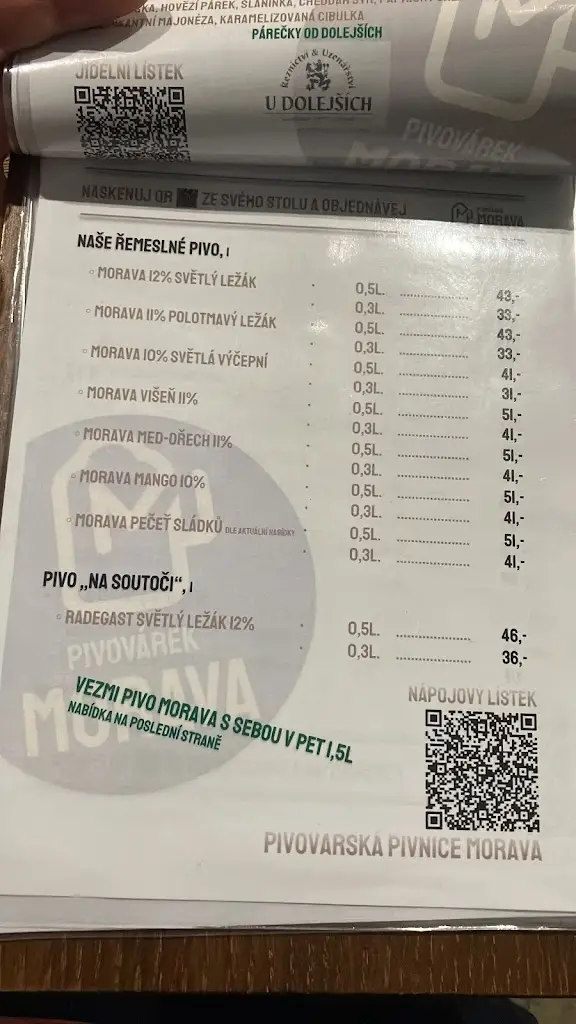 HOVĚZÍ PÁREK, SLANINKA, CHEDDAR SÝR,
MAJONÉZA, KARAMELIZOVANÁ CIBULKA
PÁREČKY OD DOLEJŠÍCH
JÍDELNÍ LÍSTEK
Řeznictví & Uzenářství
U DOLEJŠÍCH
PIVOVÁREK
MORAVA
NASKENUJ QR ZE SVÉHO STOLU A OBJEDNÁVEJ
MORAVA
NAŠE ŘEMESLNÉ PIVO, I
◦ MORAVA 12% SVĚTLÝ LEŽÁK 0,5L. 43,-
0,3L. 33,-
◦ MORAVA 11% POLOTMAVÝ LEŽÁK 0,5L. 43,-
0,3L. 33,-
◦ MORAVA 10% SVĚTLÁ VÝČEPNÍ 0,5L. 41,-
0,3L. 31,-
◦ MORAVA VIŠEŇ 11% 0,5L. 51,-
0,3L. 41,-
◦ MORAVA MED-OŘECH 11% 0,5L. 51,-
0,3L. 41,-
◦ MORAVA MANGO 10% 0,5L. 51,-
0,3L. 41,-
◦ MORAVA PEČEŤ SLÁDKŮ DLE AKTUÁLNÍ NABÍDKY 0,5L. 51,-
0,3L. 41,-
PIVO „NA SOUTOČI“, I
◦ RADEGAST SVĚTLÝ LEŽÁK 12% 0,5L. 46,-
0,3L. 36,-
PIVOVÁREK
MORAVA
VEZMI PIVO MORAVA S SEBOU V PET 1,5L
NABÍDKA NA POSLEDNÍ STRANĚ
NÁPOJOVÝ LÍSTEK
PIVOVARSKÁ PIVNICE MORAVA